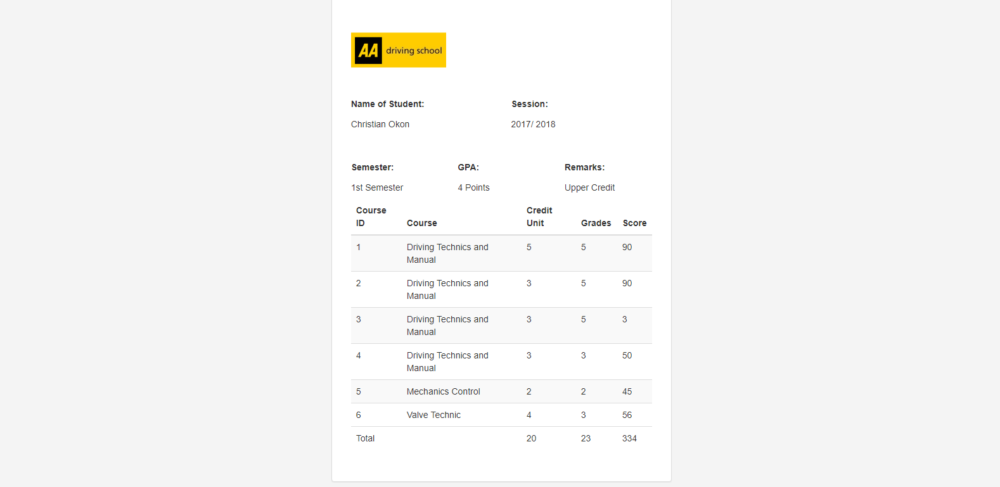 AA driving school
Name of Student: Session:
Christian Okon 2017/ 2018
Semester: GPA: Remarks:
1st Semester 4 Points Upper Credit
Course Credit
ID Course Unit Grades Score
1 Driving Technics and 5 5 90
Manual
2 Driving Technics and 3 5 90
Manual
3 Driving Technics and 3 5 3
Manual
4 Driving Technics and 3 3 50
Manual
5 Mechanics Control 2 2 45
6 Valve Technic 4 3 56
Total 20 23 334